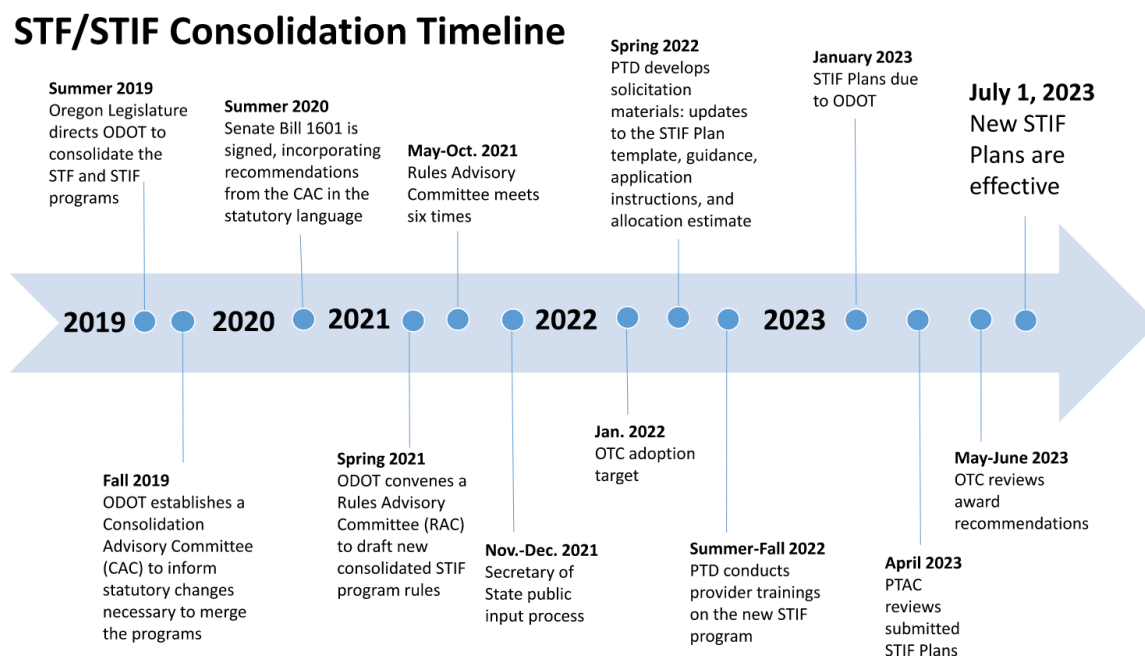 STF/STIF Consolidation Timeline
Summer 2019
Oregon Legislature
directs ODOT to
consolidate the
STF and STIF
programs
Summer 2020
Senate Bill 1601 is
signed, incorporating
recommendations
from the CAC in the
statutory language
May-Oct. 2021
Rules Advisory
Committee meets
six times
Spring 2022
PTD develops
solicitation
materials: updates
to the STIF Plan
template, guidance,
application
instructions, and
allocation estimate
January 2023
STIF Plans due
to ODOT
July 1, 2023
New STIF
Plans are
effective
2019
2020
2021
2022
2023
Fall 2019
ODOT establishes a
Consolidation
Advisory Committee
(CAC) to inform
statutory changes
necessary to merge
the programs
Spring 2021
ODOT convenes a
Rules Advisory
Committee (RAC)
to draft new
consolidated STIF
program rules
Nov.-Dec. 2021
Secretary of
State public
input process
Jan. 2022
OTC adoption
target
Summer-Fall 2022
PTD conducts
provider trainings
on the new STIF
program
April 2023
PTAC
reviews
submitted
STIF Plans
May-June 2023
OTC reviews
award
recommendations